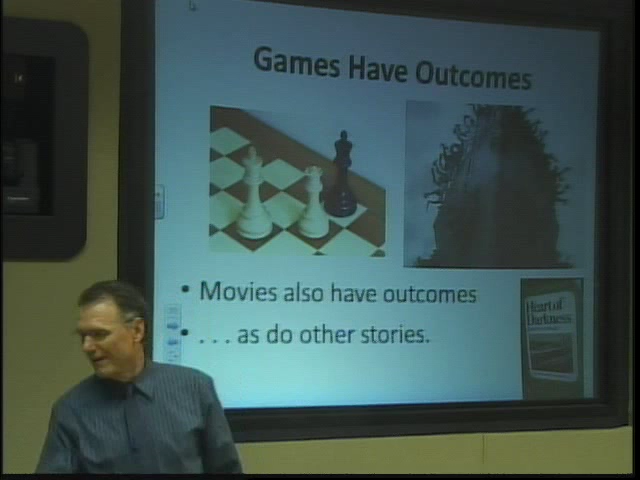 Games Have Outcomes
• Movies also have outcomes
• . . . as do other stories.
Heart of
Darkness